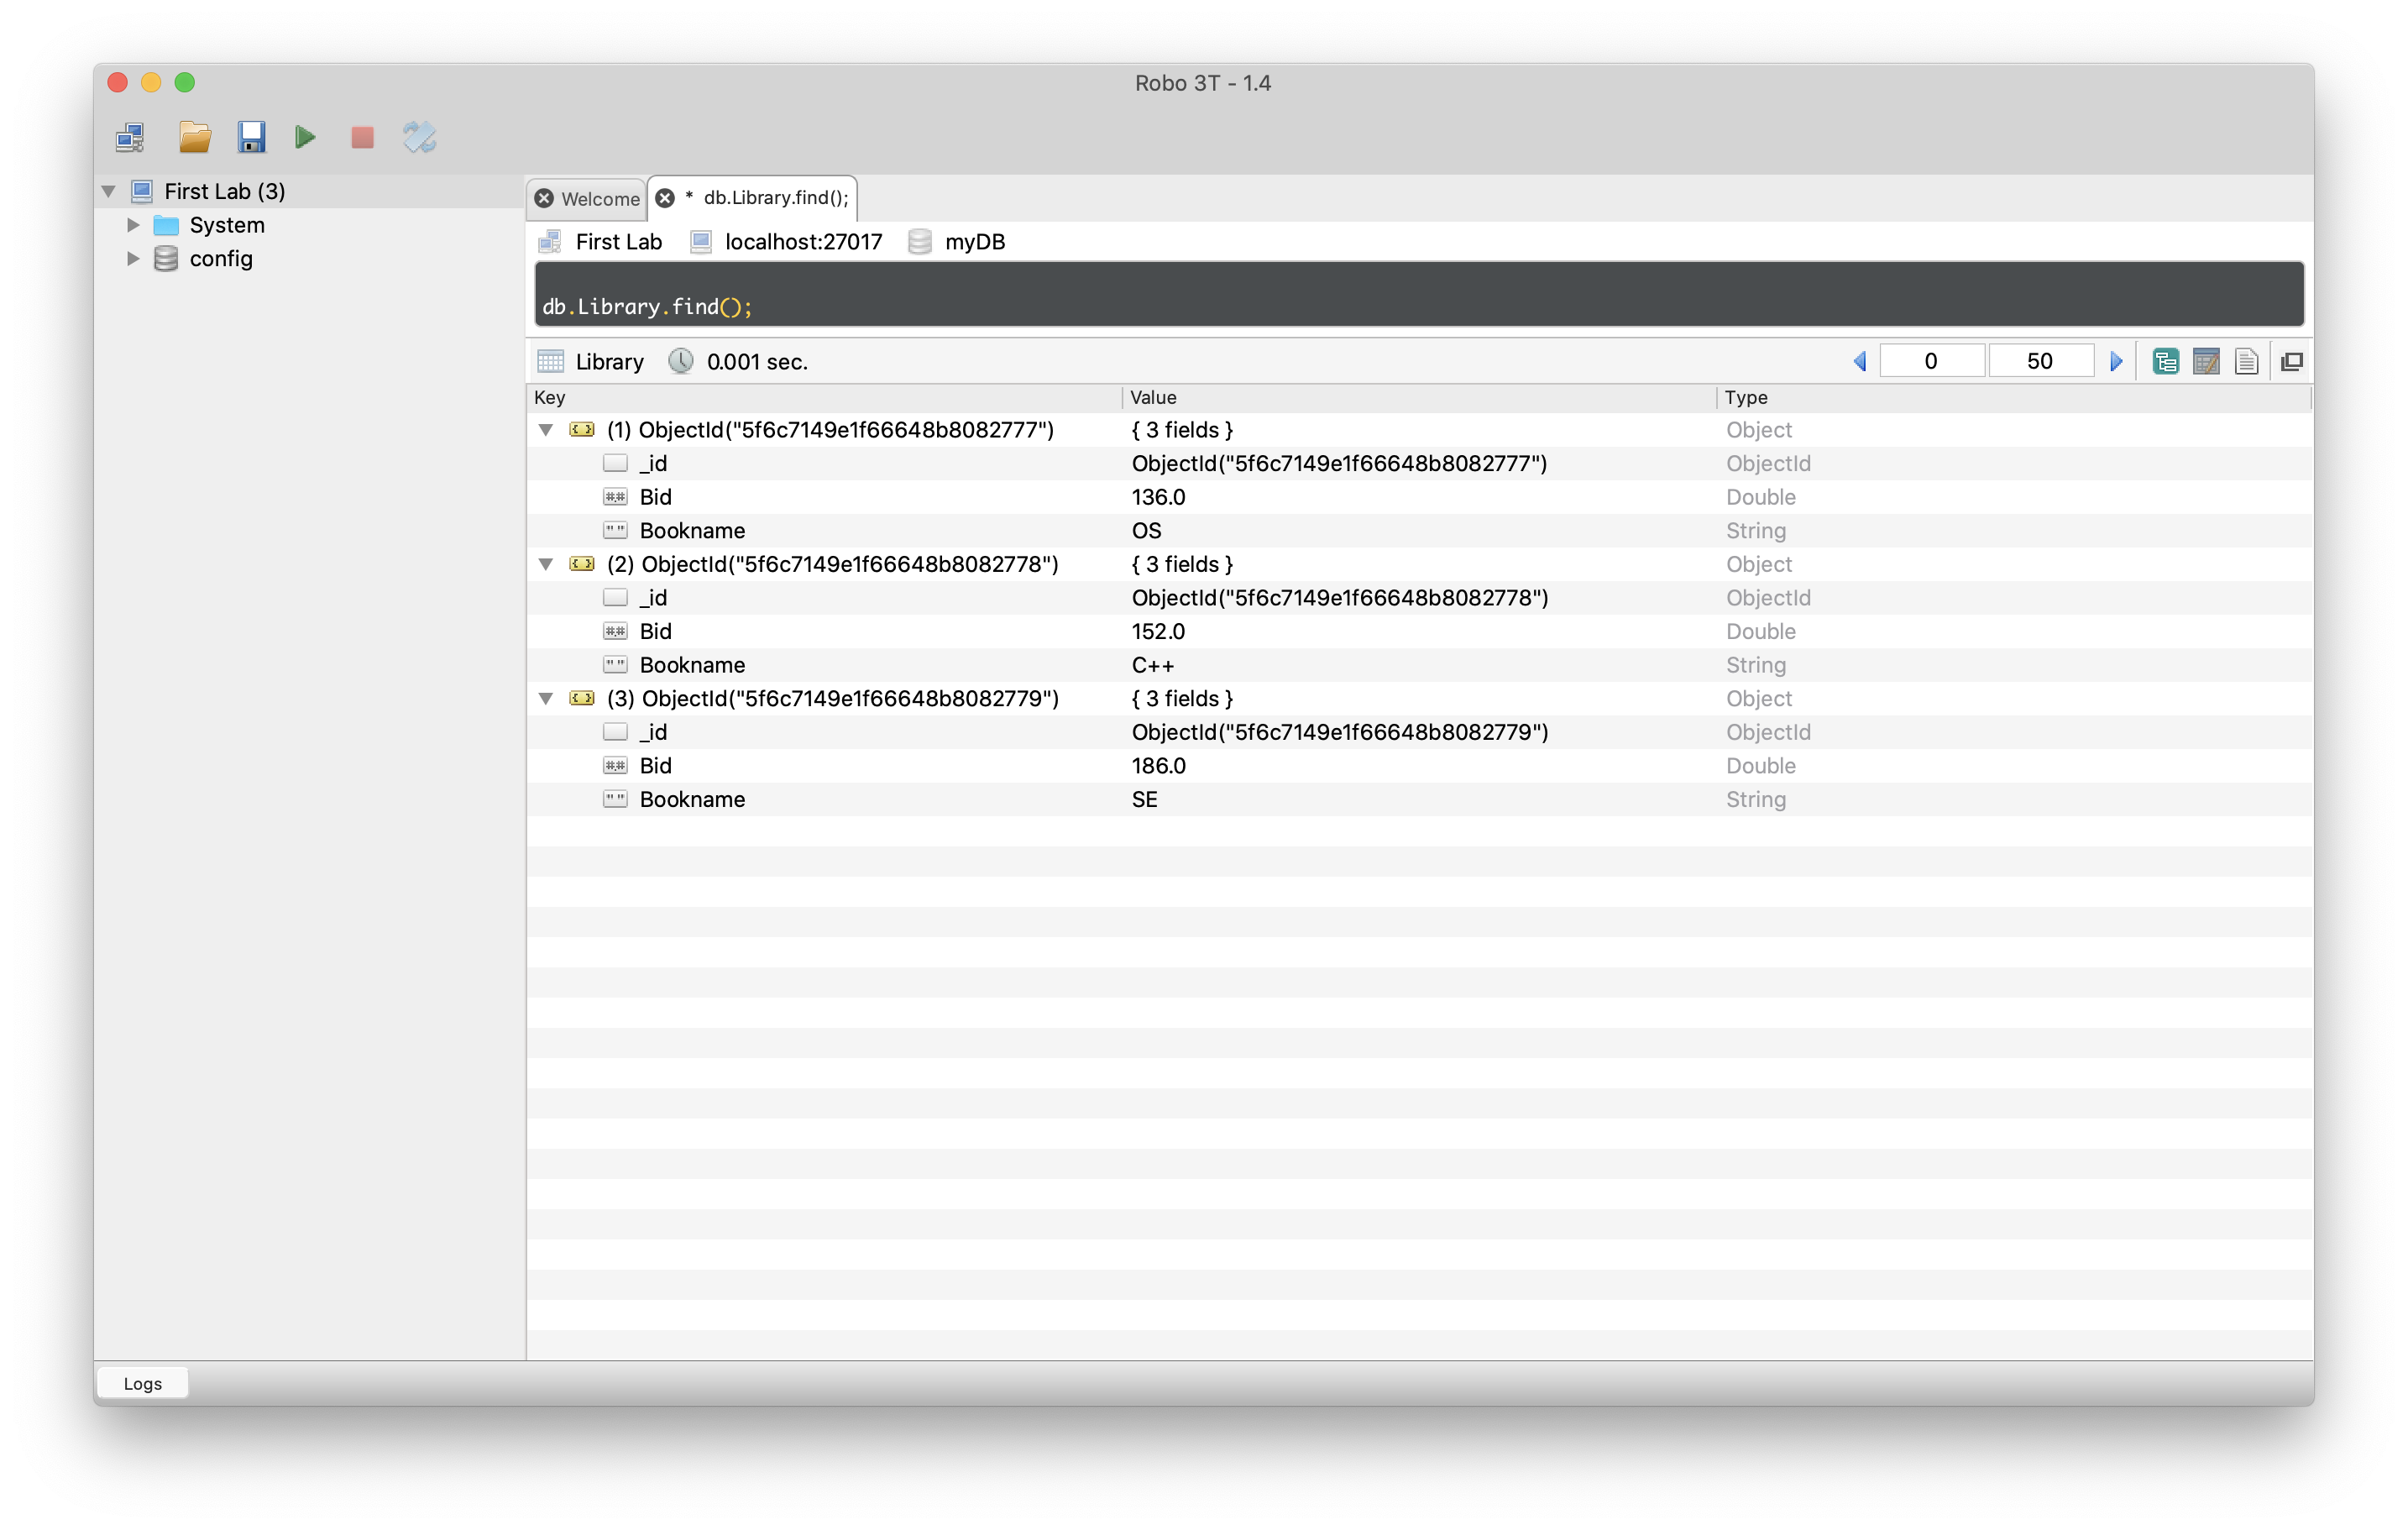 Robo 3T - 1.4
First Lab (3)
System
config
Welcome
* db.Library.find();
First Lab localhost:27017 myDB
db.Library.find();
Library 0.001 sec. 0 50
Key Value Type
(1) ObjectId("5f6c7149e1f66648b8082777") { 3 fields } Object
_id ObjectId("5f6c7149e1f66648b8082777") ObjectId
Bid 136.0 Double
Bookname OS String
(2) ObjectId("5f6c7149e1f66648b8082778") { 3 fields } Object
_id ObjectId("5f6c7149e1f66648b8082778") ObjectId
Bid 152.0 Double
Bookname C++ String
(3) ObjectId("5f6c7149e1f66648b8082779") { 3 fields } Object
_id ObjectId("5f6c7149e1f66648b8082779") ObjectId
Bid 186.0 Double
Bookname SE String
Logs